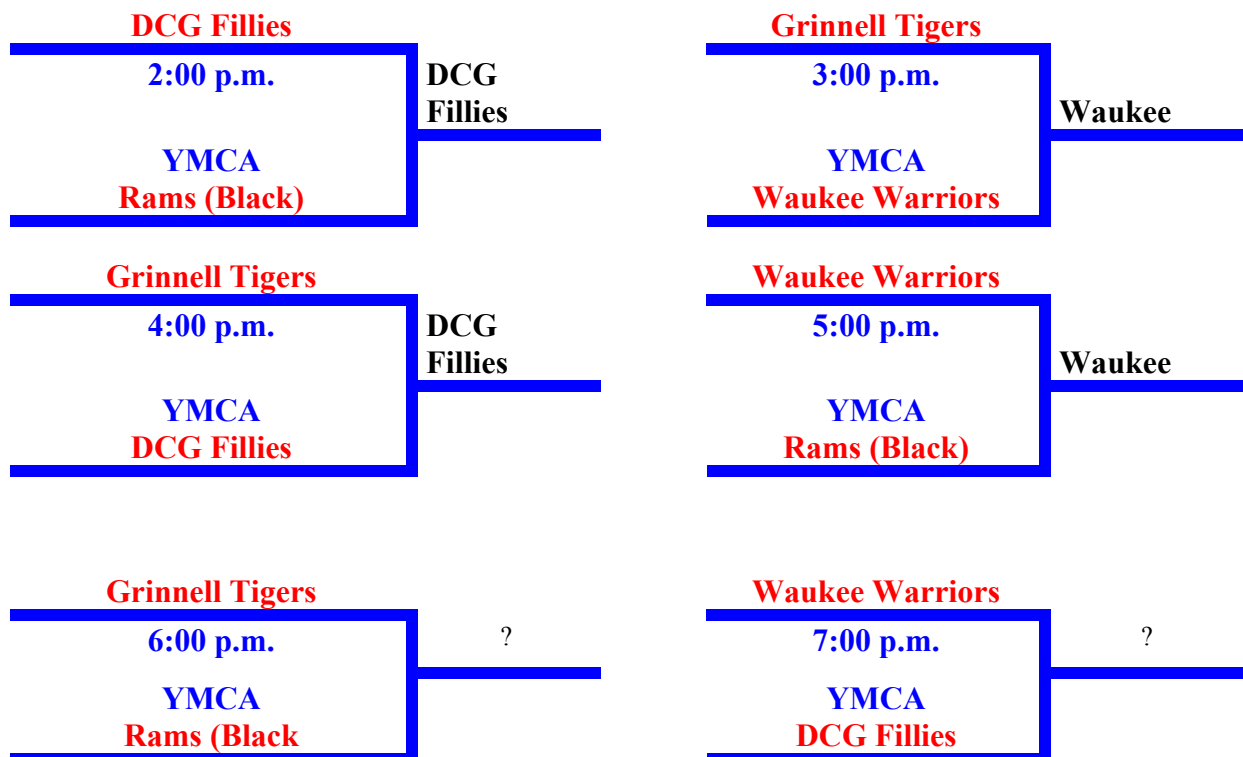 DCG Fillies
2:00 p.m.
DCG
Fillies
YMCA
Rams (Black)
Grinnell Tigers
3:00 p.m.
Waukee
YMCA
Waukee Warriors
Grinnell Tigers
4:00 p.m.
DCG
Fillies
YMCA
DCG Fillies
Waukee Warriors
5:00 p.m.
Waukee
YMCA
Rams (Black)
Grinnell Tigers
6:00 p.m.
?
YMCA
Rams (Black
Waukee Warriors
7:00 p.m.
?
YMCA
DCG Fillies